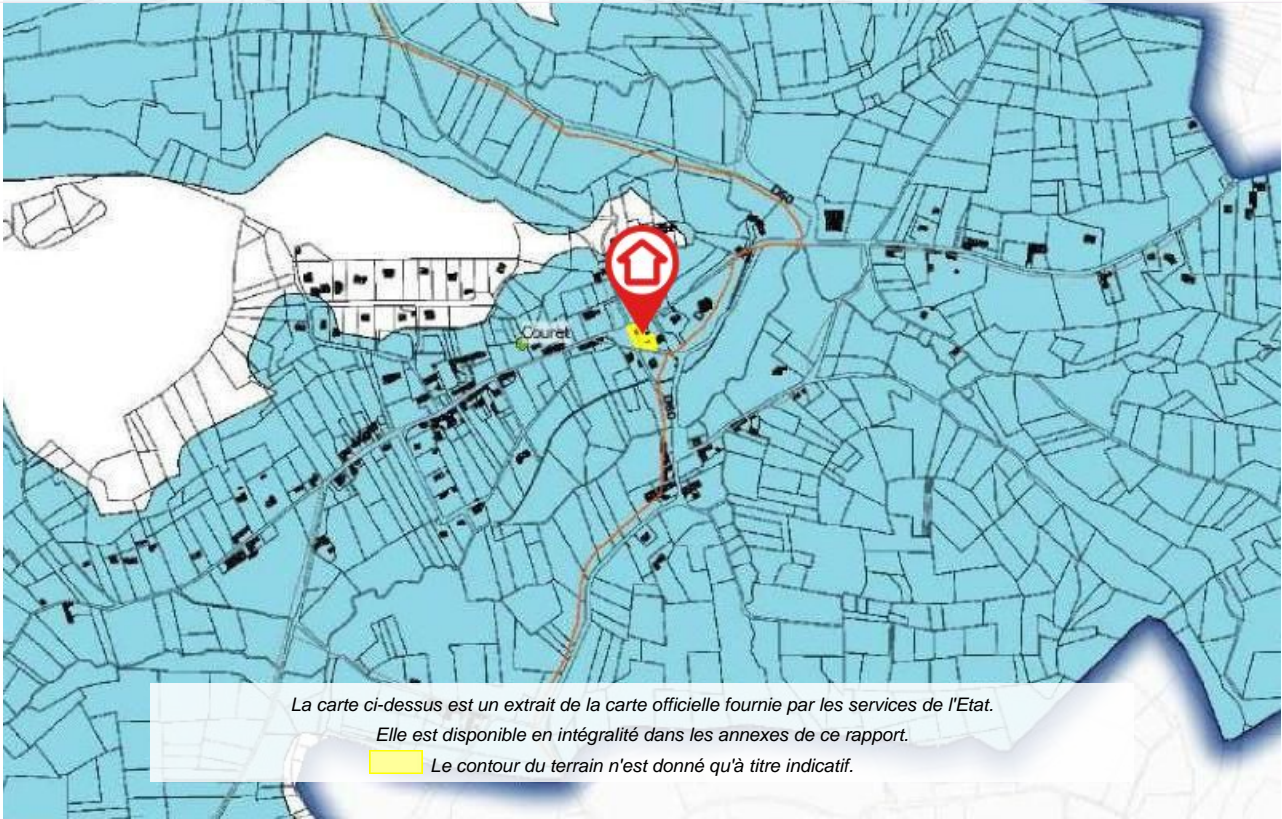 D60
Couret
D60
La carte ci-dessus est un extrait de la carte officielle fournie par les services de l'Etat.
Elle est disponible en intégralité dans les annexes de ce rapport.
Le contour du terrain n'est donné qu'à titre indicatif.